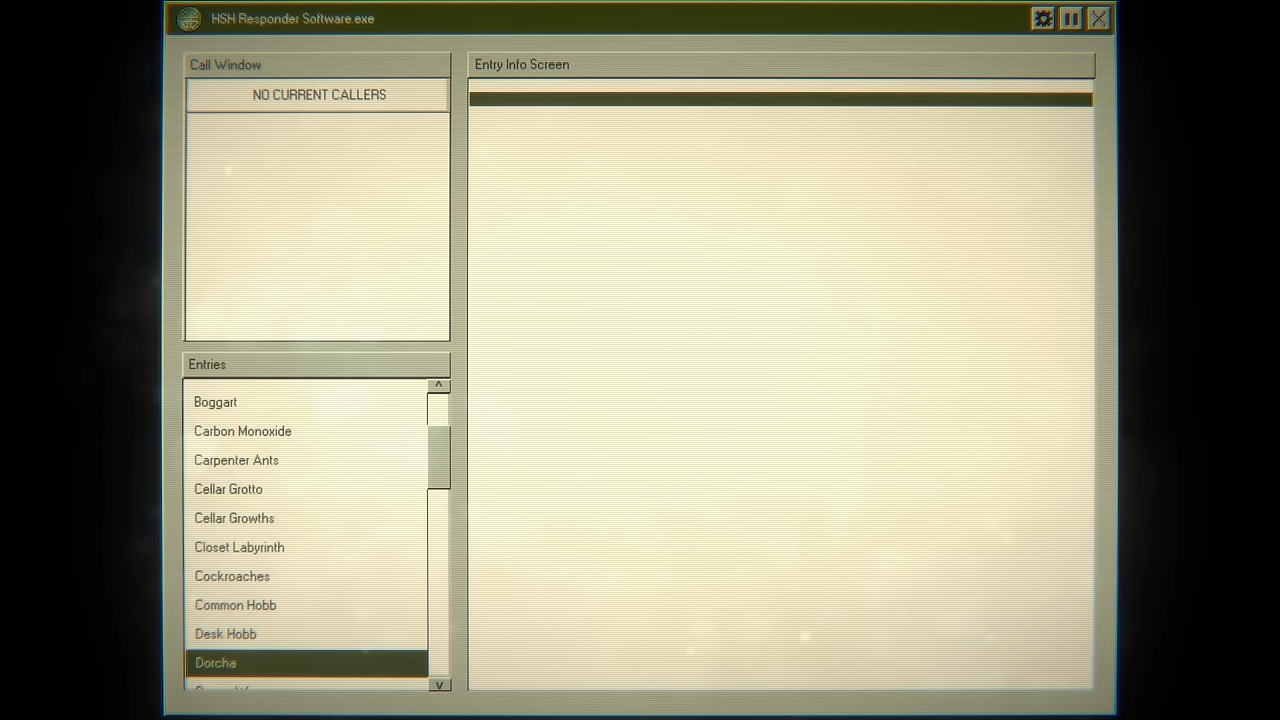 HSH Responder Software.exe
Call Window
NO CURRENT CALLERS
Entry Info Screen
Entries
Boggart
Carbon Monoxide
Carpenter Ants
Cellar Grotto
Cellar Growths
Closet Labyrinth
Cockroaches
Common Hobb
Desk Hobb
Dorcha